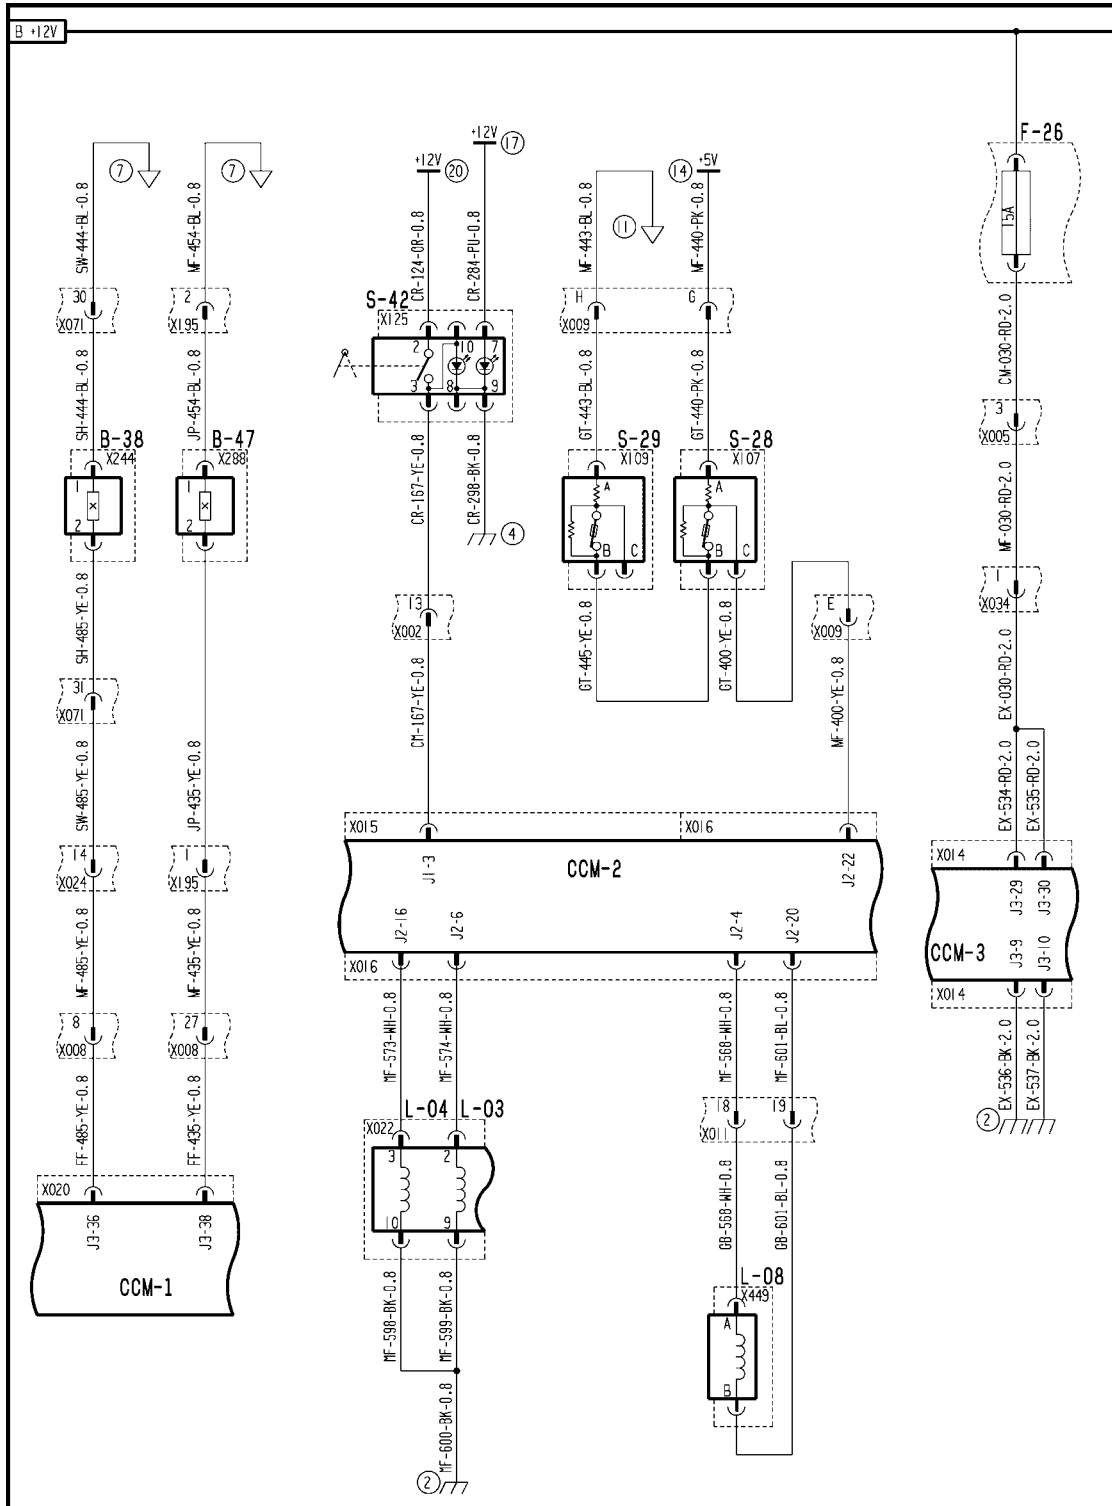 B +12V
F-26
15A
+12V
17
+12V
20
14
+5V
7
7
11
SW-444-BL-0.8
MF-454-BL-0.8
CR-124-OR-0.8
CR-284-PU-0.8
MF-443-BL-0.8
MF-440-PK-0.8
30
X071
2
X195
S-42
X125
2
10
7
3
8
9
H
G
X009
CM-030-RD-2.0
SH-444-BL-0.8
JP-454-BL-0.8
GT-443-BL-0.8
GT-440-PK-0.8
3
X005
B-38
X244
1
2
B-47
X288
1
2
CR-167-YE-0.8
CR-298-BK-0.8
4
S-29
X109
A
B
C
S-28
X107
A
B
C
MF-030-RD-2.0
1
X034
SH-485-YE-0.8
13
X002
GT-445-YE-0.8
GT-400-YE-0.8
E
X009
EX-030-RD-2.0
31
X071
CM-167-YE-0.8
MF-400-YE-0.8
SW-485-YE-0.8
JP-435-YE-0.8
EX-534-RD-2.0
EX-535-RD-2.0
14
X024
1
X195
X015
X016
J1-3
CCM-2
J2-22
J2-16
J2-6
J2-4
J2-20
X016
X014
J3-29
J3-30
CCM-3
J3-9
J3-10
X014
MF-485-YE-0.8
MF-435-YE-0.8
MF-573-WH-0.8
MF-574-WH-0.8
MF-568-WH-0.8
MF-601-BL-0.8
EX-536-BK-2.0
EX-537-BK-2.0
2
8
X008
27
X008
FF-485-YE-0.8
FF-435-YE-0.8
L-04
L-03
X022
3
2
10
9
18
19
X011
GB-568-WH-0.8
GB-601-BL-0.8
X020
J3-36
J3-38
CCM-1
MF-598-BK-0.8
MF-599-BK-0.8
L-08
X449
A
B
MF-600-BK-0.8
2